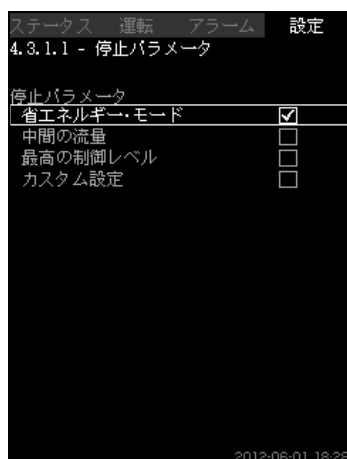 ステータス 運転 アラーム 設定
4.3.1.1 - 停止パラメータ
停止パラメータ
省エネルギー・モード
中間の流量
最高の制御レベル
カスタム設定
2012-06-01 18:28